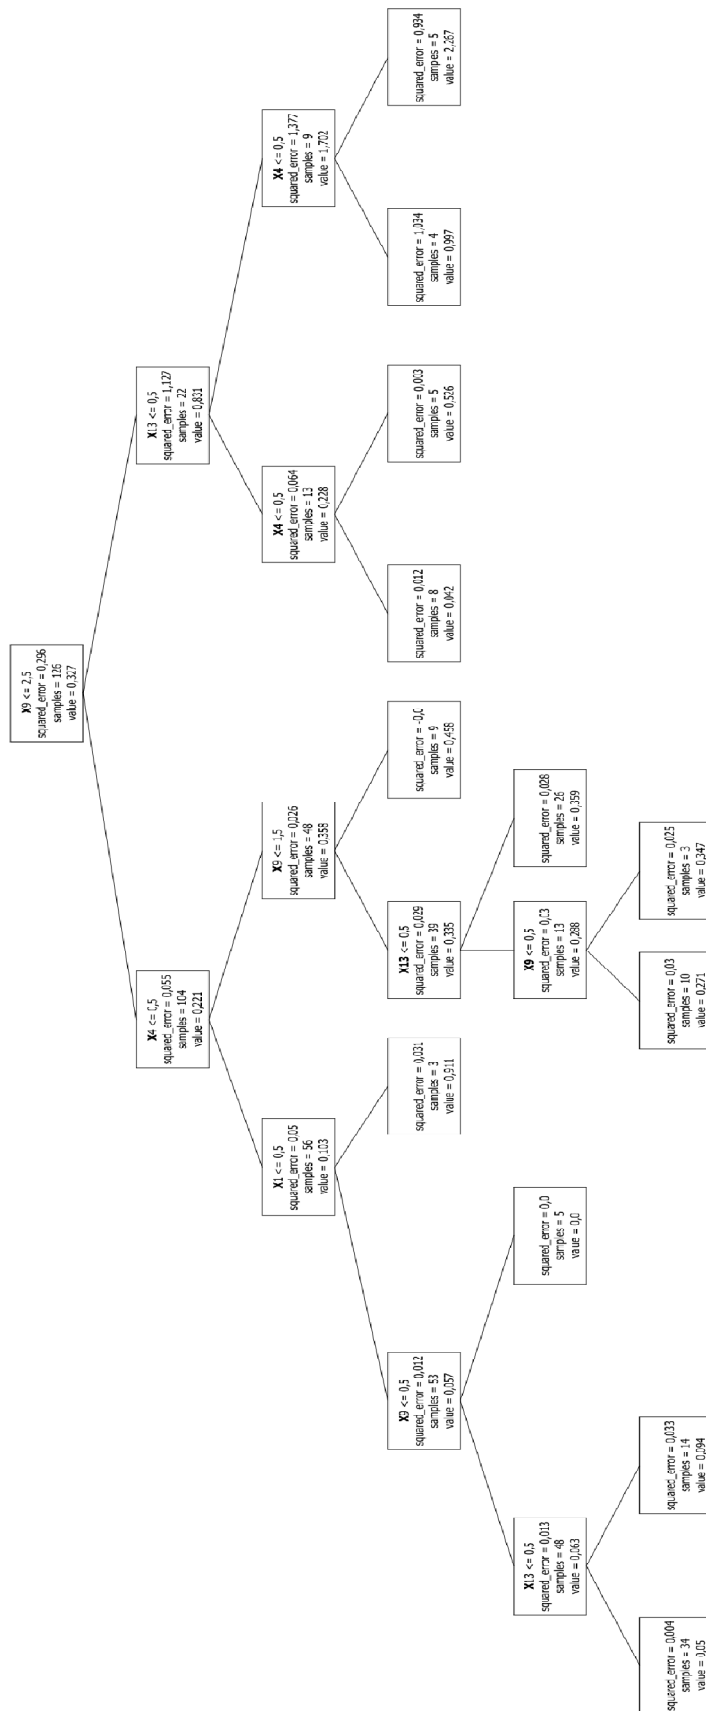 X9 <= 2,5
squared_error = 0,296
samples = 126
value = 0,327
X4 <= 0,5
squared_error = 0,055
samples = 104
value = 0,221
X13 <= 0,5
squared_error = 1,127
samples = 22
value = 0,831
X1 <= 0,5
squared_error = 0,05
samples = 56
value = 0,103
X9 <= 1,5
squared_error = 0,026
samples = 48
value = 0,358
X4 <= 0,5
squared_error = 0,064
samples = 13
value = 0,228
X4 <= 0,5
squared_error = 1,377
samples = 9
value = 1,702
X9 <= 0,5
squared_error = 0,012
samples = 53
value = 0,057
squared_error = 0,031
samples = 3
value = 0,911
X13 <= 0,5
squared_error = 0,029
samples = 39
value = 0,335
squared_error = -0,0
samples = 9
value = 0,458
squared_error = 0,012
samples = 8
value = 0,042
squared_error = 0,003
samples = 5
value = 0,526
squared_error = 1,034
samples = 4
value = 0,997
squared_error = 0,934
samples = 5
value = 2,267
X13 <= 0,5
squared_error = 0,013
samples = 48
value = 0,063
squared_error = 0,0
samples = 5
value = 0,0
X9 <= 0,5
squared_error = 0,03
samples = 13
value = 0,288
squared_error = 0,028
samples = 26
value = 0,359
squared_error = 0,004
samples = 34
value = 0,05
squared_error = 0,033
samples = 14
value = 0,094
squared_error = 0,03
samples = 10
value = 0,271
squared_error = 0,025
samples = 3
value = 0,347